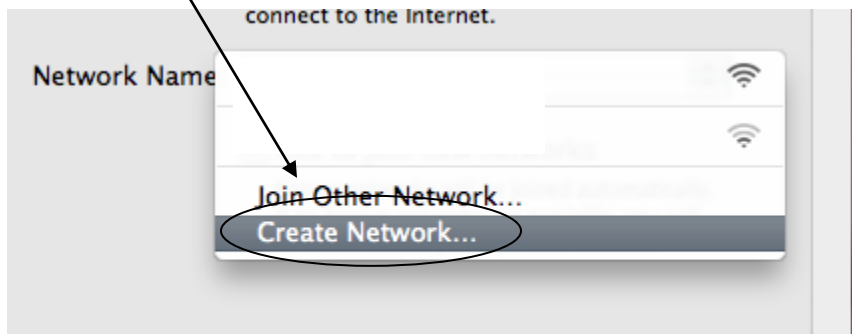 connect to the Internet.
Network Name
Join Other Network...
Create Network...